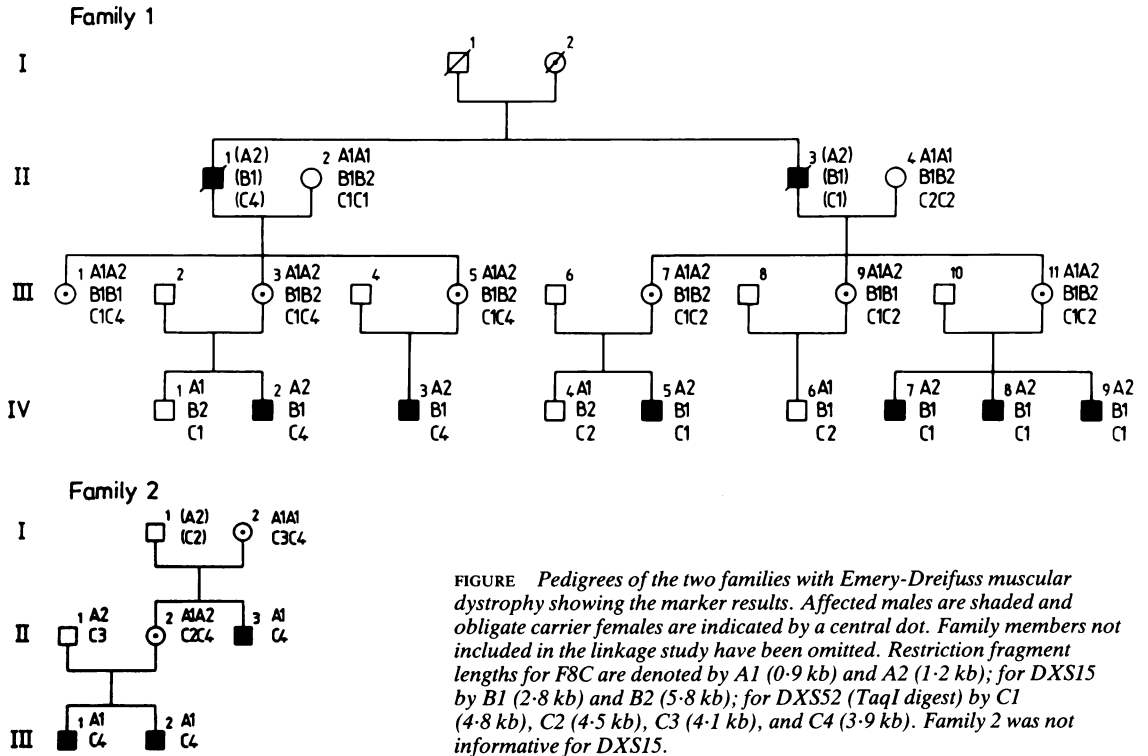 Family 1
I
1
2
II
1 (A2)
(B1)
(C4)
2 A1A1
B1B2
C1C1
3 (A2)
(B1)
(C1)
4 A1A1
B1B2
C2C2
III
1 A1A2
B1B1
C1C4
2
3 A1A2
B1B2
C1C4
4
5 A1A2
B1B2
C1C4
6
7 A1A2
B1B2
C1C2
8
9 A1A2
B1B1
C1C2
10
11 A1A2
B1B2
C1C2
IV
1 A1
B2
C1
2 A2
B1
C4
3 A2
B1
C4
4 A1
B2
C2
5 A2
B1
C1
6 A1
B1
C2
7 A2
B1
C1
8 A2
B1
C1
9 A2
B1
C1
Family 2
I
1 (A2)
(C2)
2 A1A1
C3C4
II
1 A2
C3
2 A1A2
C2C4
3 A1
C4
III
1 A1
C4
2 A1
C4
FIGURE Pedigrees of the two families with Emery-Dreifuss muscular
dystrophy showing the marker results. Affected males are shaded and
obligate carrier females are indicated by a central dot. Family members not
included in the linkage study have been omitted. Restriction fragment
lengths for F8C are denoted by A1 (0·9 kb) and A2 (1·2 kb); for DXS15
by B1 (2·8 kb) and B2 (5·8 kb); for DXS52 (TaqI digest) by C1
(4·8 kb), C2 (4·5 kb), C3 (4·1 kb), and C4 (3·9 kb). Family 2 was not
informative for DXS15.